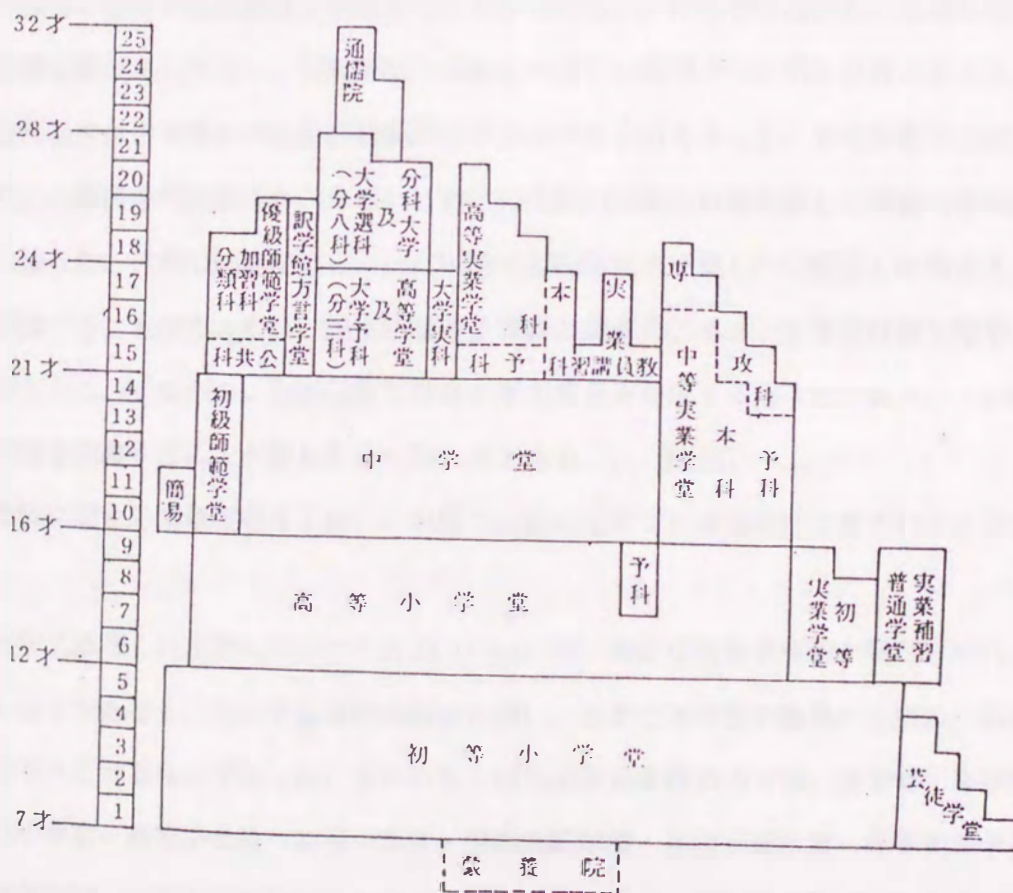 32才
28才
24才
21才
16才
12才
7才
25
24
23
22
21
20
19
18
17
16
15
14
13
12
11
10
9
8
7
6
5
4
3
2
1
通儒院
分科大学
及
大学選科
(分八科)
高等学堂
及
大学予科
(分三科)
大学実科
訳学館方言学堂
優級師範学堂
加習科
分類科
公共科
高等実業学堂
本科
予科
実業教員講習科
本科
専攻科
中等実業学堂
本科
予科
初級師範学堂
簡易
中学堂
高等小学堂
予科
初等実業学堂
実業補習普通学堂
初等小学堂
芸徒学堂
蒙養院